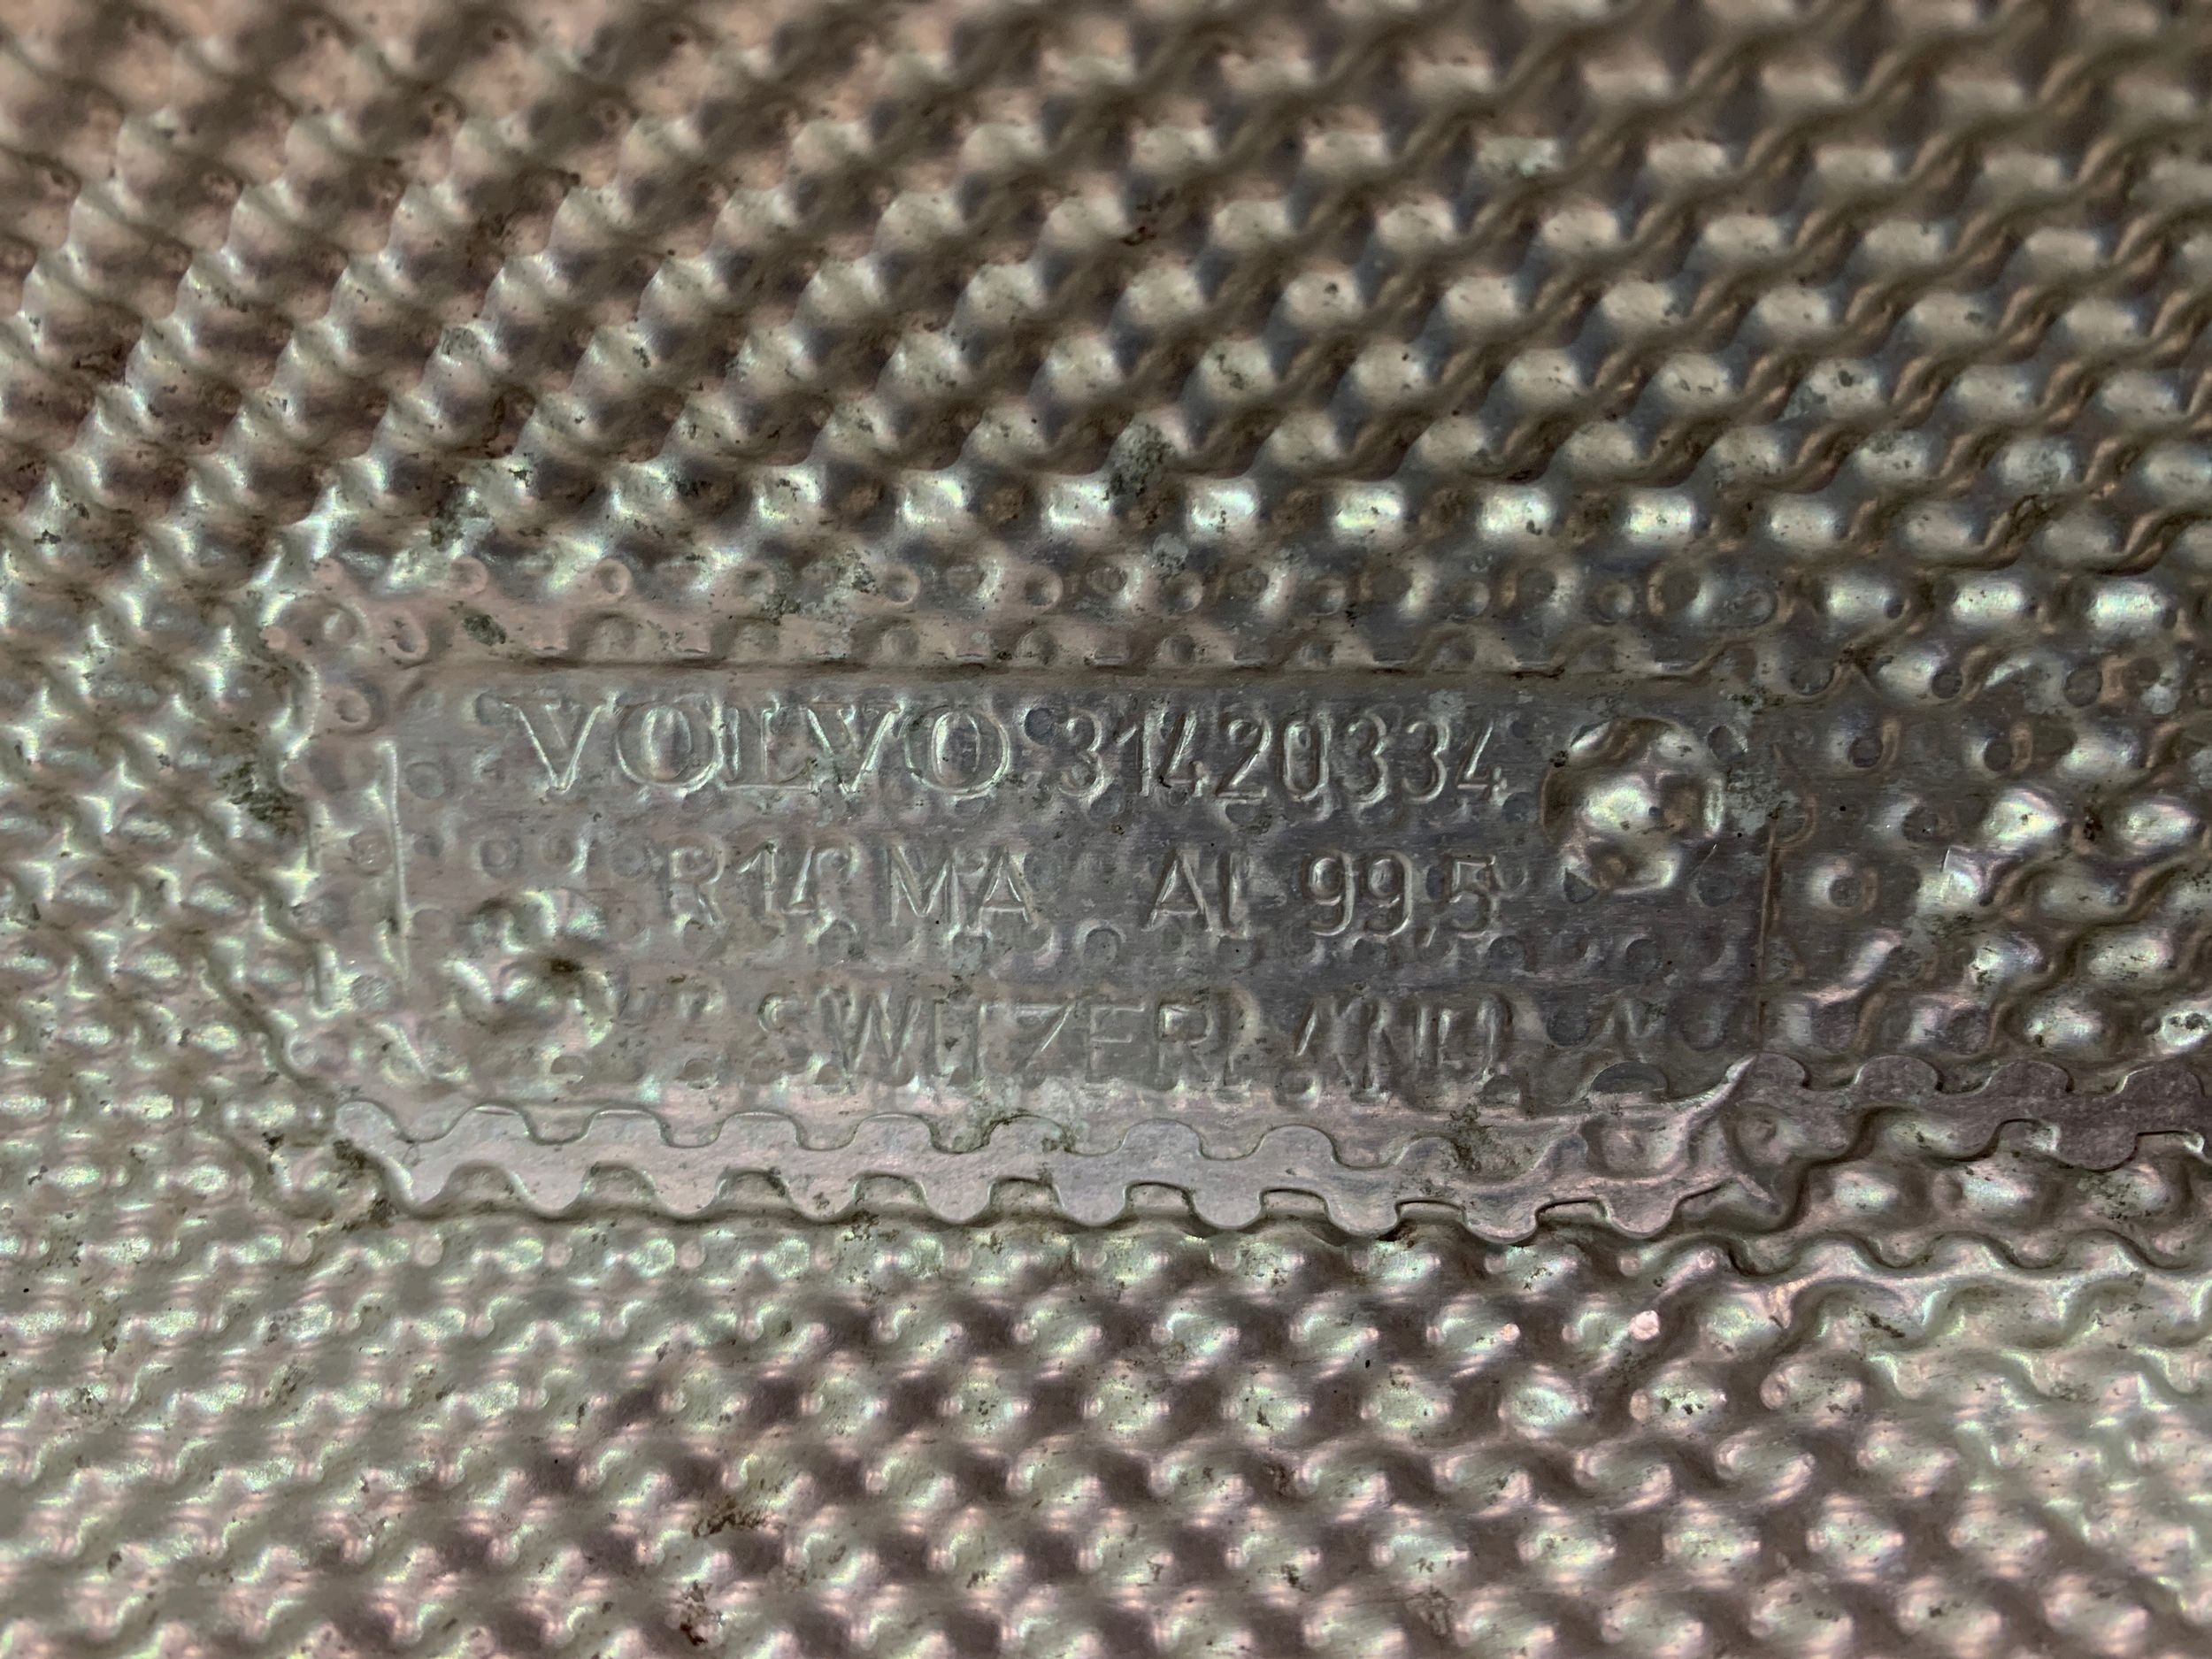 VOLVO 31420334
R14 MA AL 99,5
SWITZERLAND